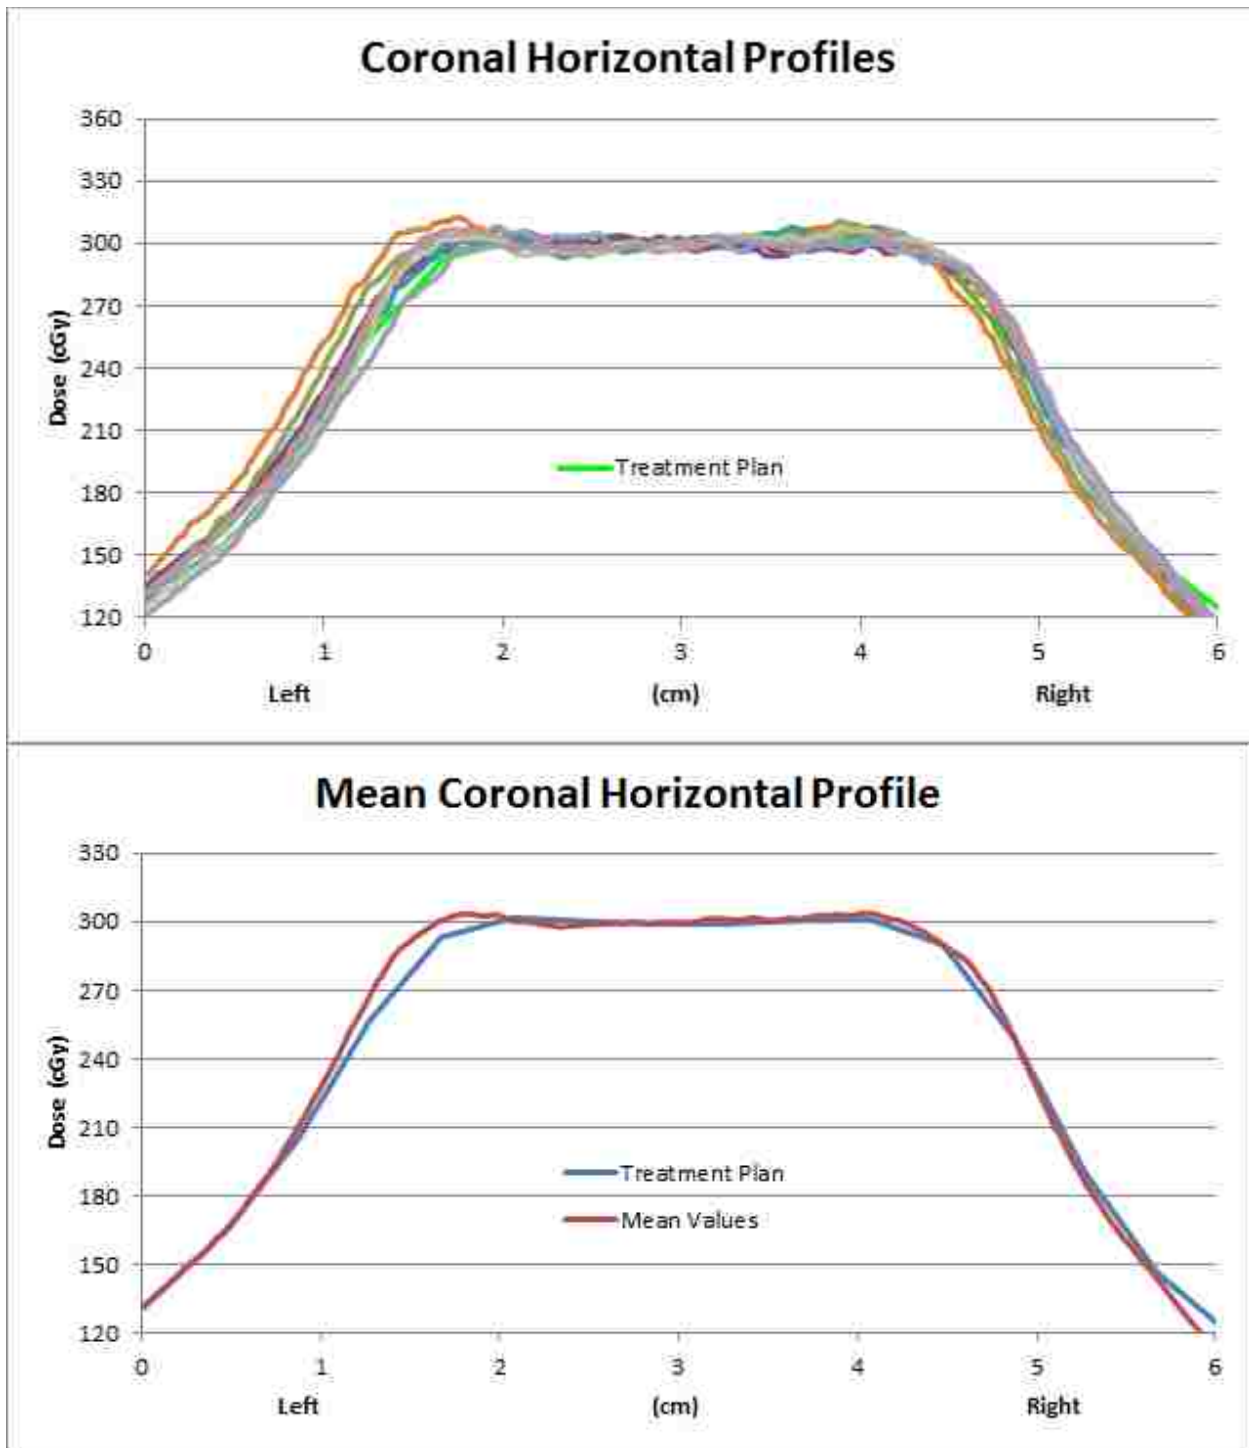 Coronal Horizontal Profiles
360
330
300
270
240
210
180
150
120
Dose (cGy)
Treatment Plan
0 1 2 3 4 5 6
Left (cm) Right
Mean Coronal Horizontal Profile
330
300
270
240
210
180
150
120
Dose (cGy)
Treatment Plan
Mean Values
0 1 2 3 4 5 6
Left (cm) Right